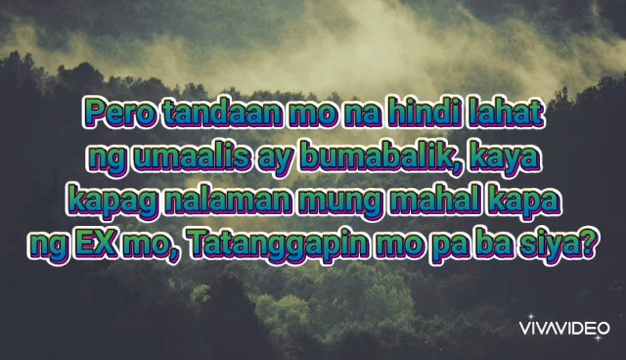 Pero tandaan mo na hindi lahat
ng umaalis ay bumabalik, kaya
kapag nalaman mung mahal kapa
ng EX mo, Tatanggapin mo pa ba siya?
VIVAVIDEO